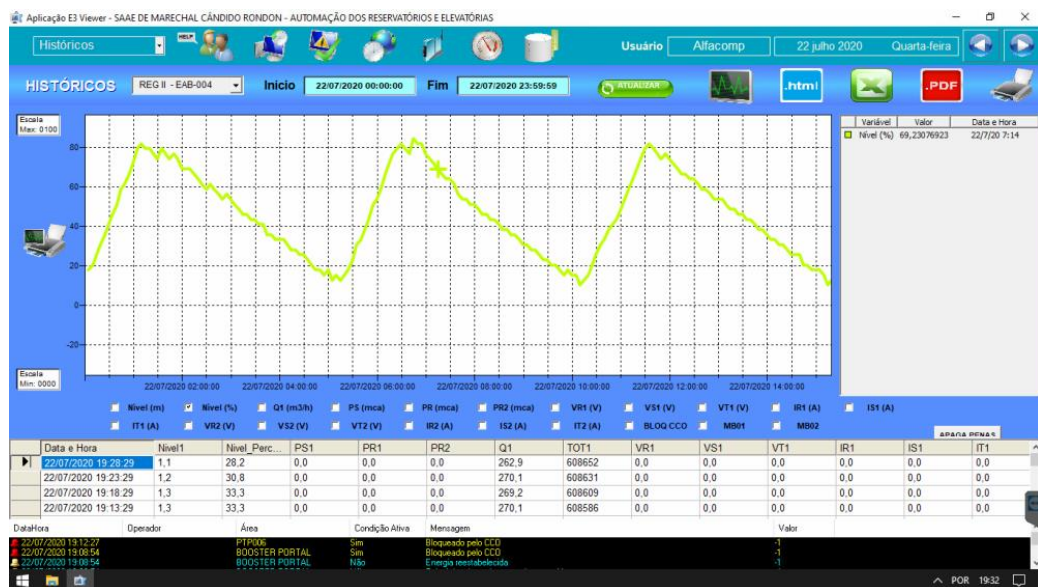 Aplicação E3 Viewer - SAAE DE MARECHAL CÂNDIDO RONDON - AUTOMAÇÃO DOS RESERVATÓRIOS E ELEVATÓRIAS
Históricos HELP Usuário Alfacomp 22 julho 2020 Quarta-feira
HISTÓRICOS REG II - EAB-004 Início 22/07/2020 00:00:00 Fim 22/07/2020 23:59:59 ATUALIZAR .html .PDF
Escala
Max: 0100
Variável Valor Data e Hora
Nível (%) 69,23076923 22/7/20 7:14
80
60
40
20
0
-20
Escala
Min: 0000
22/07/2020 02:00:00 22/07/2020 04:00:00 22/07/2020 06:00:00 22/07/2020 08:00:00 22/07/2020 10:00:00 22/07/2020 12:00:00 22/07/2020 14:00:00
Nivel (m) Nivel (%) Q1 (m3/h) PS (mca) PR (mca) PR2 (mca) VR1 (V) VS1 (V) VT1 (V) IR1 (A) IS1 (A)
IT1 (A) VR2 (V) VS2 (V) VT2 (V) IR2 (A) IS2 (A) IT2 (A) BLOQ CCO MB01 MB02
APAGA PENAS
Data e Hora Nivel1 Nivel_Perc... PS1 PR1 PR2 Q1 TOT1 VR1 VS1 VT1 IR1 IS1 IT1
22/07/2020 19:28:29 1,1 28,2 0,0 0,0 0,0 262,9 608652 0,0 0,0 0,0 0,0 0,0 0,0
22/07/2020 19:23:29 1,2 30,8 0,0 0,0 0,0 270,1 608631 0,0 0,0 0,0 0,0 0,0 0,0
22/07/2020 19:18:29 1,3 33,3 0,0 0,0 0,0 269,2 608609 0,0 0,0 0,0 0,0 0,0 0,0
22/07/2020 19:13:29 1,3 33,3 0,0 0,0 0,0 270,1 608586 0,0 0,0 0,0 0,0 0,0 0,0
DataHora Operador Área Condição Ativa Mensagem Valor
22/07/2020 19:12:27 PTP006 Sim Bloqueado pelo CCO -1
22/07/2020 19:08:54 BOOSTER PORTAL Sim Bloqueado pelo CCO -1
22/07/2020 19:08:54 BOOSTER PORTAL Não Energia reestabelecida -1
POR 19:32